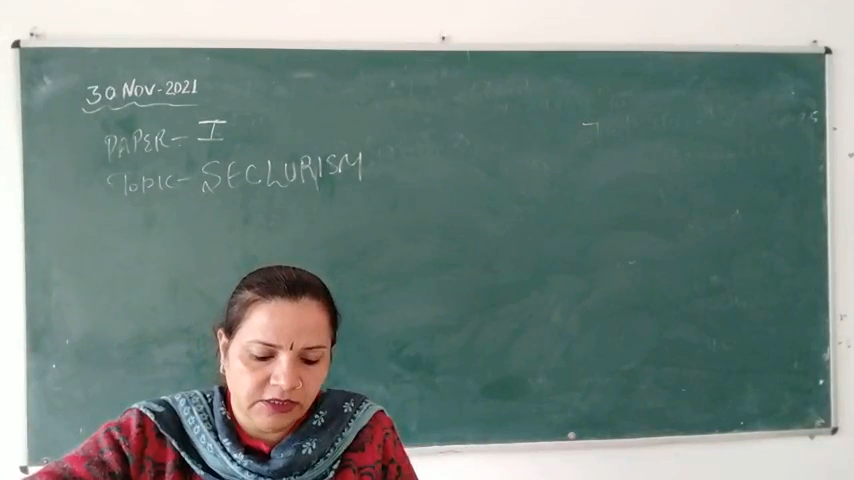 30 NOV-2021
PAPER- I
TOPIC- SECLURISM